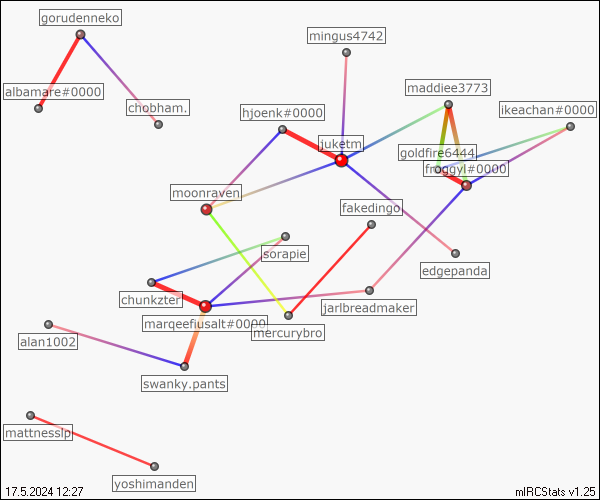 gorudenneko
mingus4742
albamare#0000
chobham.
maddiee3773
ikeachan#0000
hjoenk#0000
juketm
goldfire6444
froggyl#0000
moonraven
fakedingo
sorapie
edgepanda
chunkzter
jarlbreadmaker
marqeefiusalt#0000
mercurybro
alan1002
swanky.pants
mattnesslp
yoshimanden
17.5.2024 12:27
mIRCStats v1.25